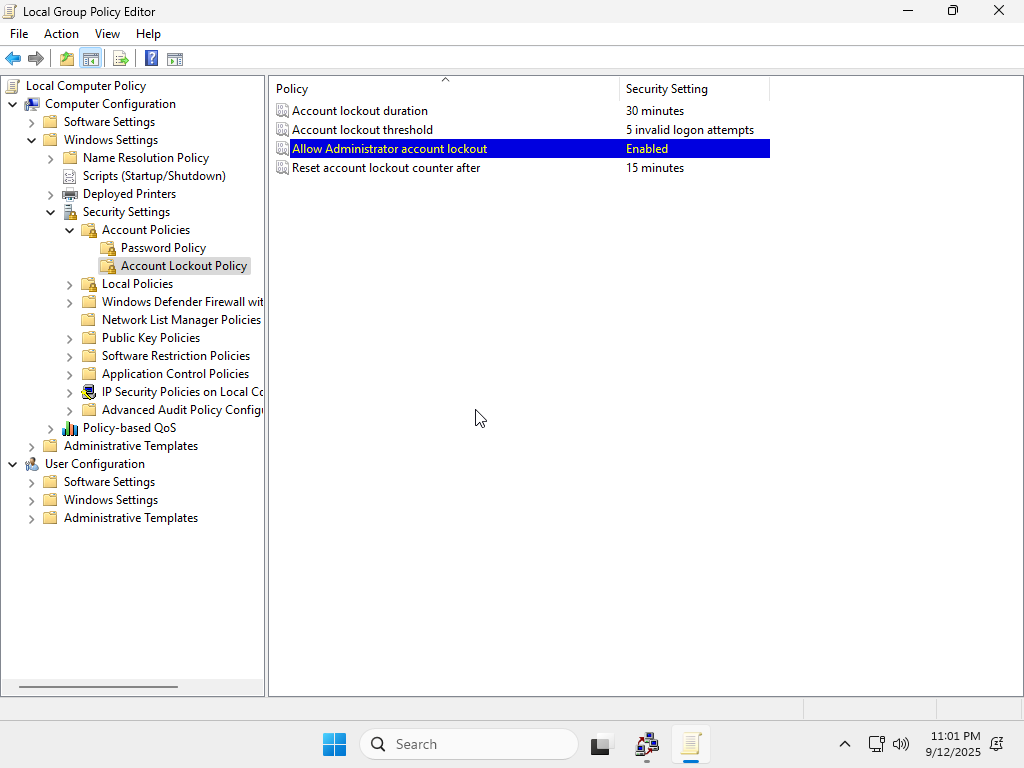 Local Group Policy Editor
File Action View Help
Local Computer Policy
Computer Configuration
Software Settings
Windows Settings
Name Resolution Policy
Scripts (Startup/Shutdown)
Deployed Printers
Security Settings
Account Policies
Password Policy
Account Lockout Policy
Local Policies
Windows Defender Firewall wit
Network List Manager Policies
Public Key Policies
Software Restriction Policies
Application Control Policies
IP Security Policies on Local Co
Advanced Audit Policy Configu
Policy-based QoS
Administrative Templates
User Configuration
Software Settings
Windows Settings
Administrative Templates
Policy Security Setting
Account lockout duration 30 minutes
Account lockout threshold 5 invalid logon attempts
Allow Administrator account lockout Enabled
Reset account lockout counter after 15 minutes
Search
11:01 PM
9/12/2025